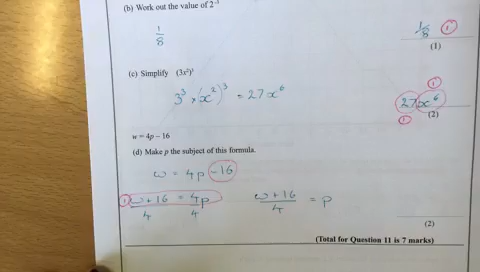 (b) Work out the value of 2⁻³
1/8
1/8 ①
(1)
(c) Simplify (3x²)³
3³ × (x²)³ = 27x⁶
①
27x⁶
①
(2)
w = 4p − 16
(d) Make p the subject of this formula.
w = 4p −16
① w + 16 / 4 = 4p / 4
w + 16 / 4 = p
(2)
(Total for Question 11 is 7 marks)